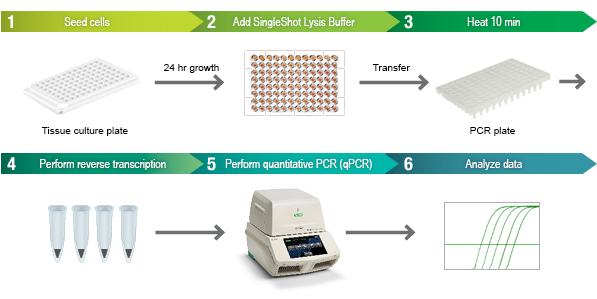 1 Seed cells
2 Add SingleShot Lysis Buffer
3 Heat 10 min
24 hr growth
Transfer
Tissue culture plate
PCR plate
4 Perform reverse transcription
5 Perform quantitative PCR (qPCR)
6 Analyze data